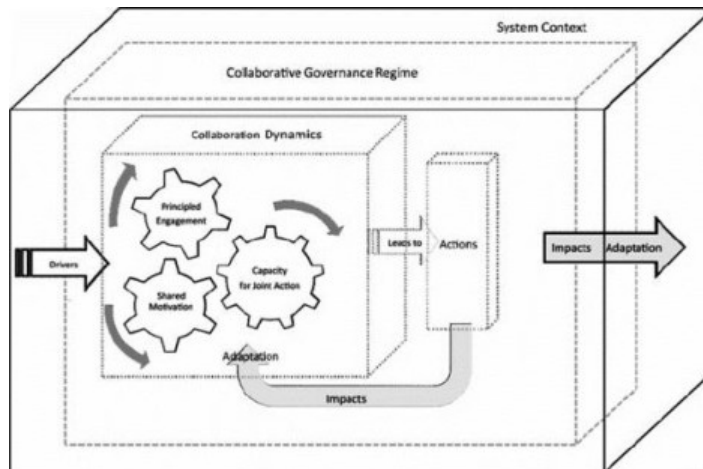 System Context
Collaborative Governance Regime
Collaboration Dynamics
Principled
Engagement
Drivers
Shared
Motivation
Capacity
for Joint Action
Leads to
Actions
Impacts Adaptation
Adaptation
Impacts